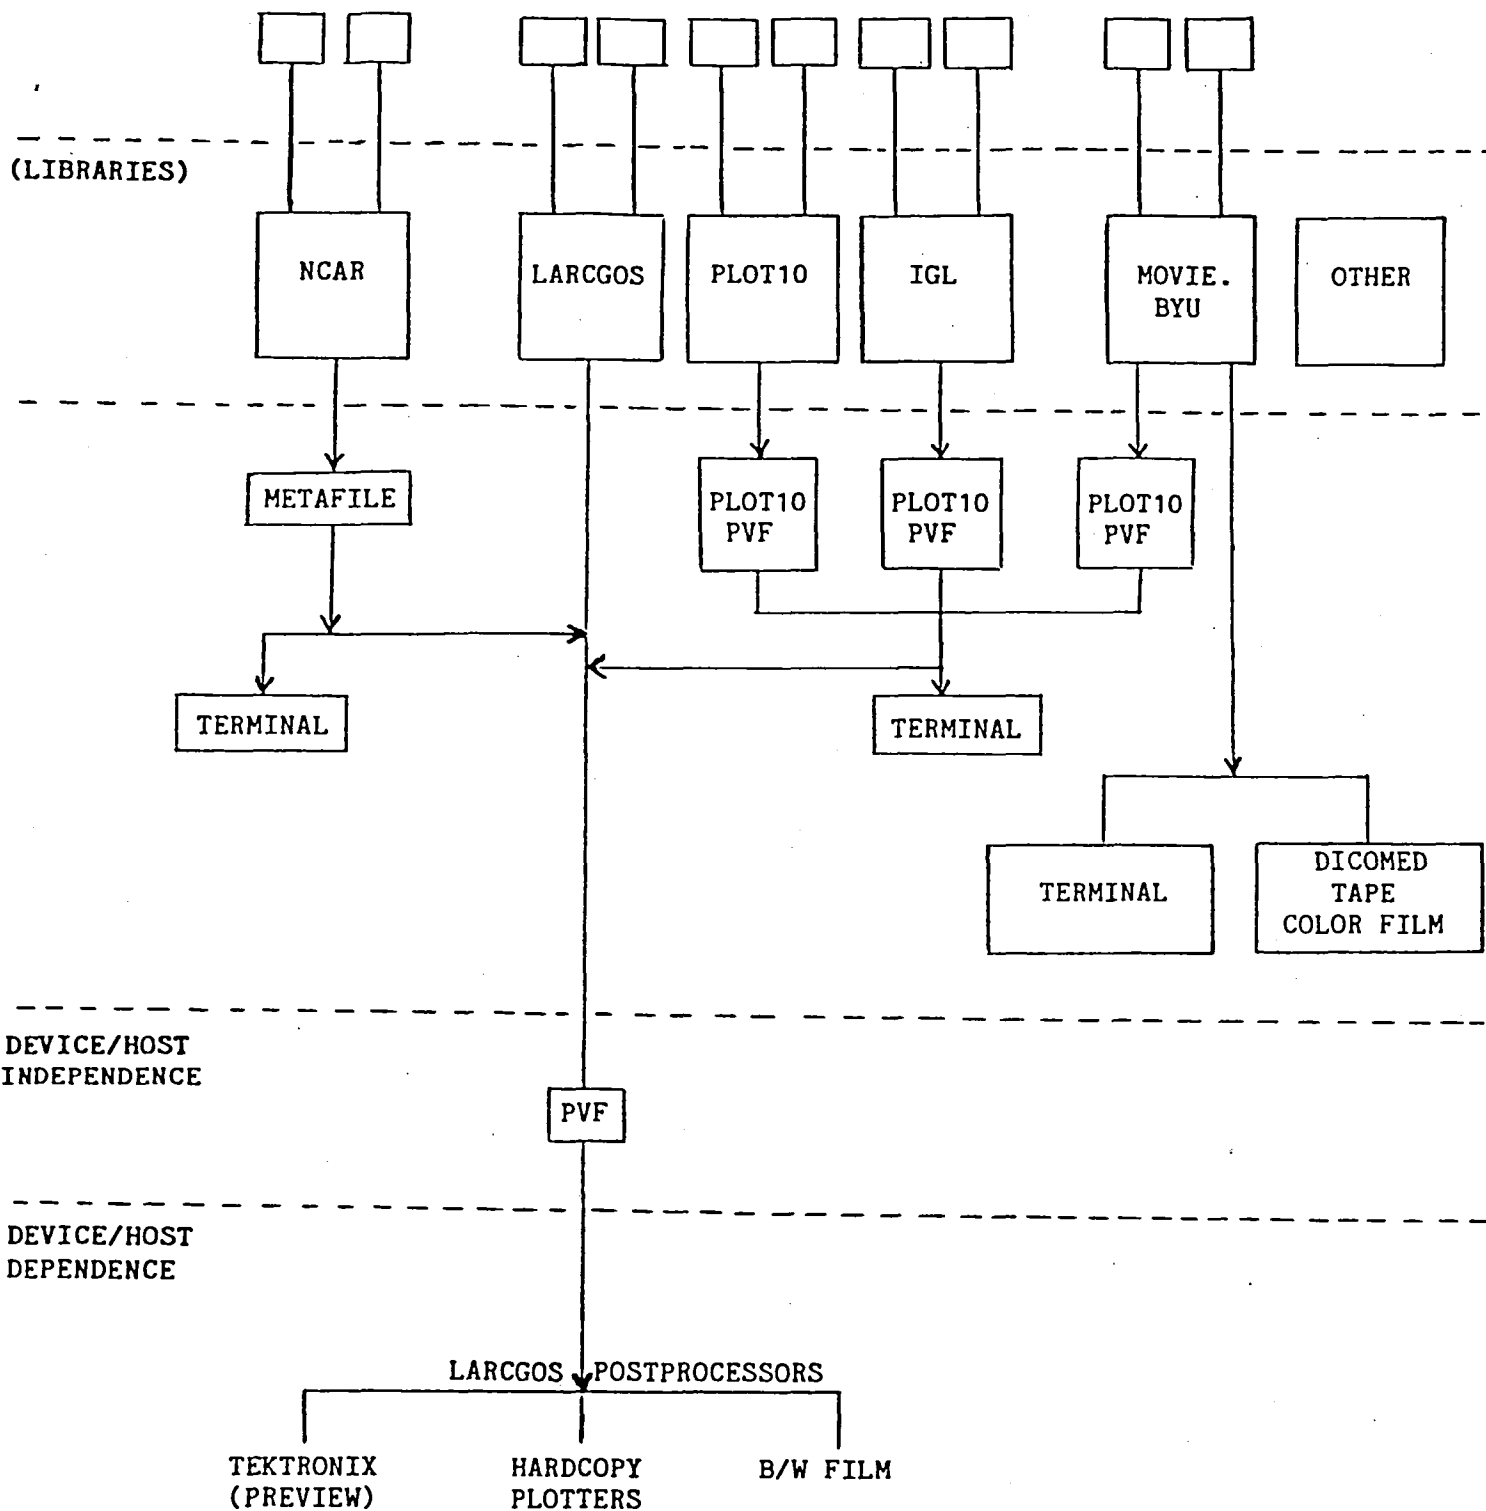 (LIBRARIES)
NCAR
LARCGOS
PLOT10
IGL
MOVIE.
BYU
OTHER
METAFILE
PLOT10
PVF
PLOT10
PVF
PLOT10
PVF
TERMINAL
TERMINAL
TERMINAL
DICOMED
TAPE
COLOR FILM
DEVICE/HOST
INDEPENDENCE
PVF
DEVICE/HOST
DEPENDENCE
LARCGOS POSTPROCESSORS
TEKTRONIX
(PREVIEW)
HARDCOPY
PLOTTERS
B/W FILM